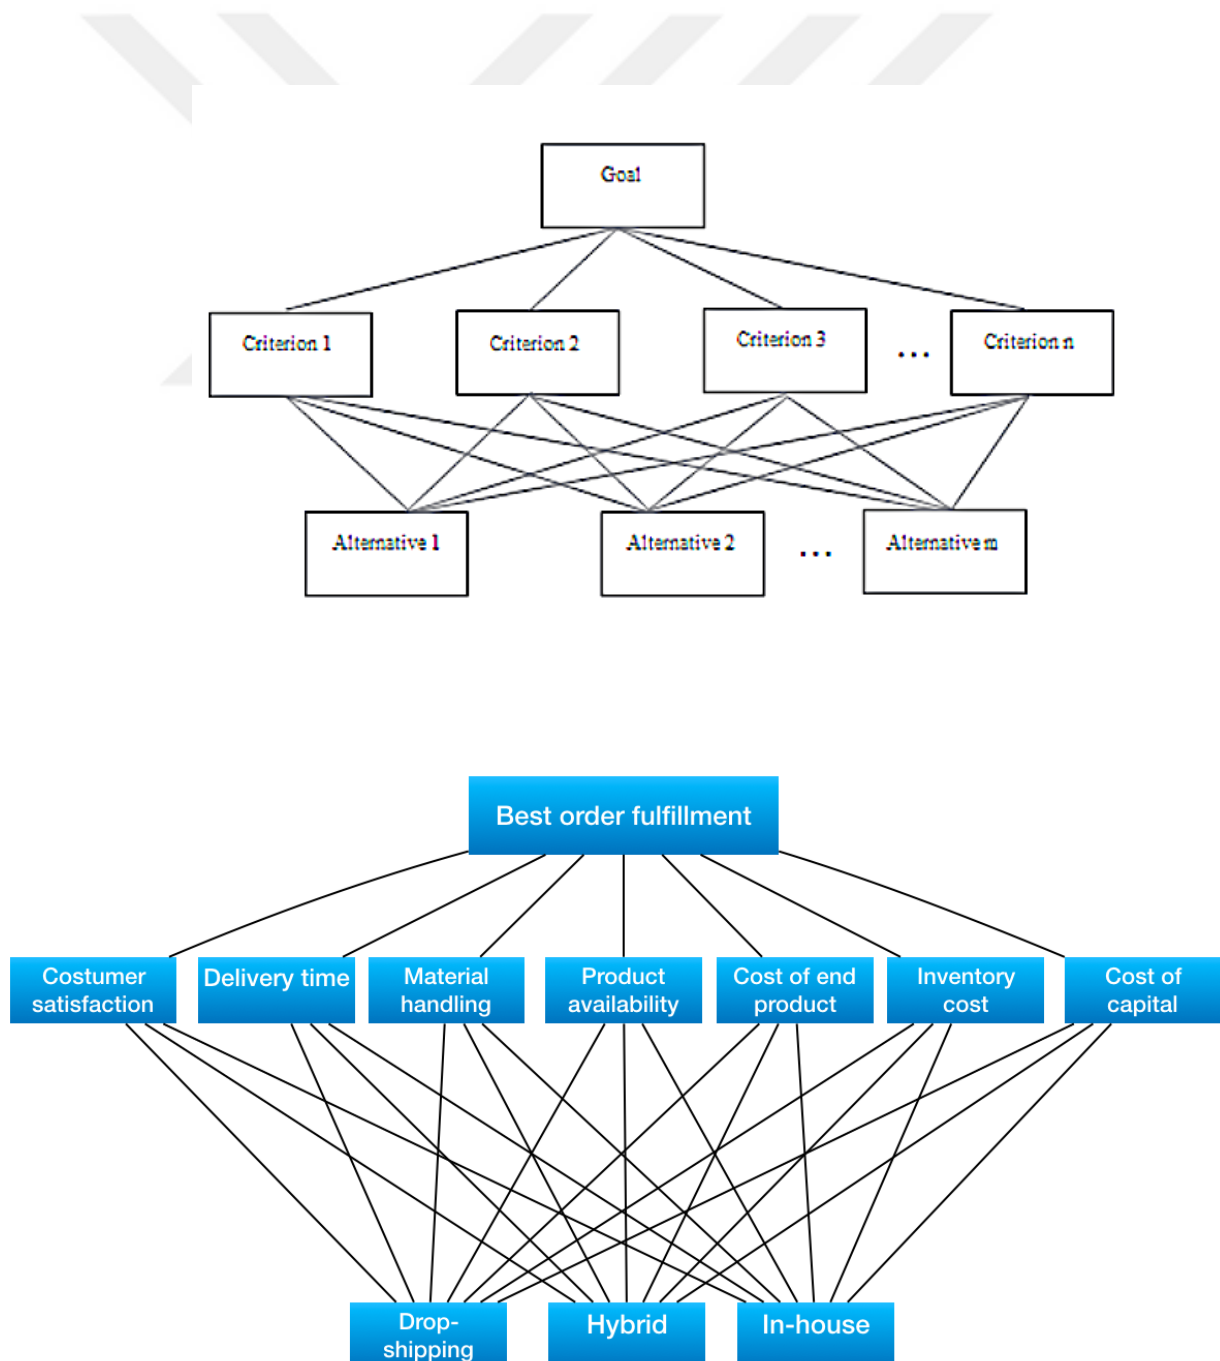 Goal
Criterion 1
Criterion 2
Criterion 3
...
Criterion n
Alternative 1
Alternative 2
...
Alternative m
Best order fulfillment
Costumer
satisfaction
Delivery time
Material
handling
Product
availability
Cost of end
product
Inventory
cost
Cost of
capital
Drop-
shipping
Hybrid
In-house